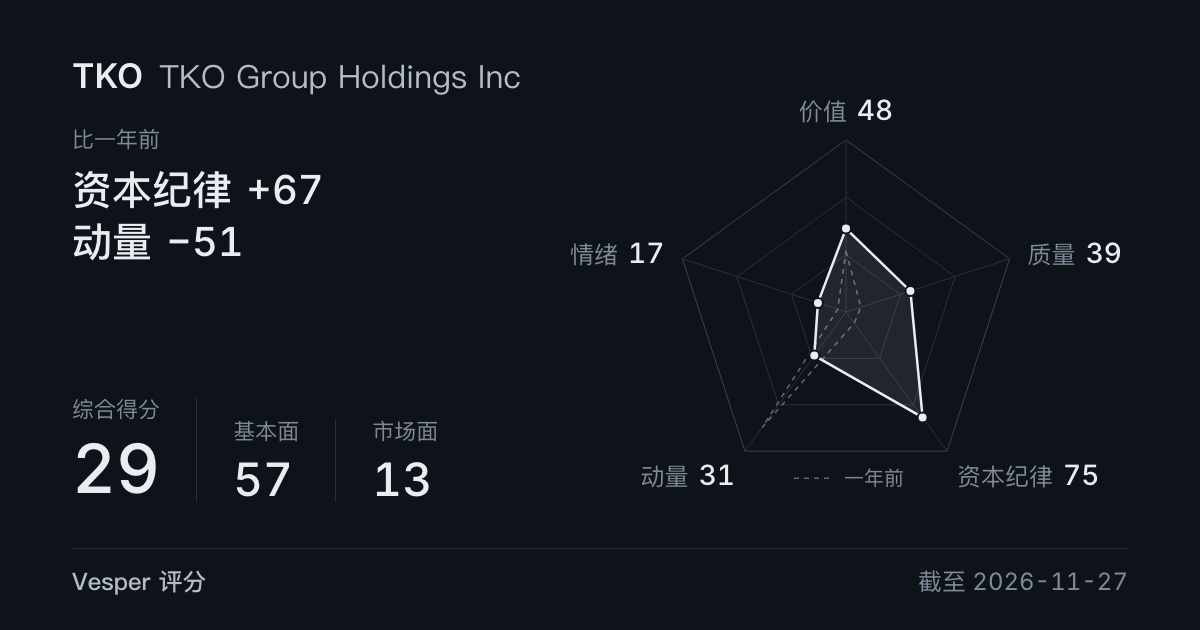 TKO TKO Group Holdings Inc
比一年前
资本纪律 +67
动量 −51
价值 48
情绪 17
质量 39
动量 31
---- 一年前
资本纪律 75
综合得分
29
基本面
57
市场面
13
Vesper 评分
截至 2026-11-27